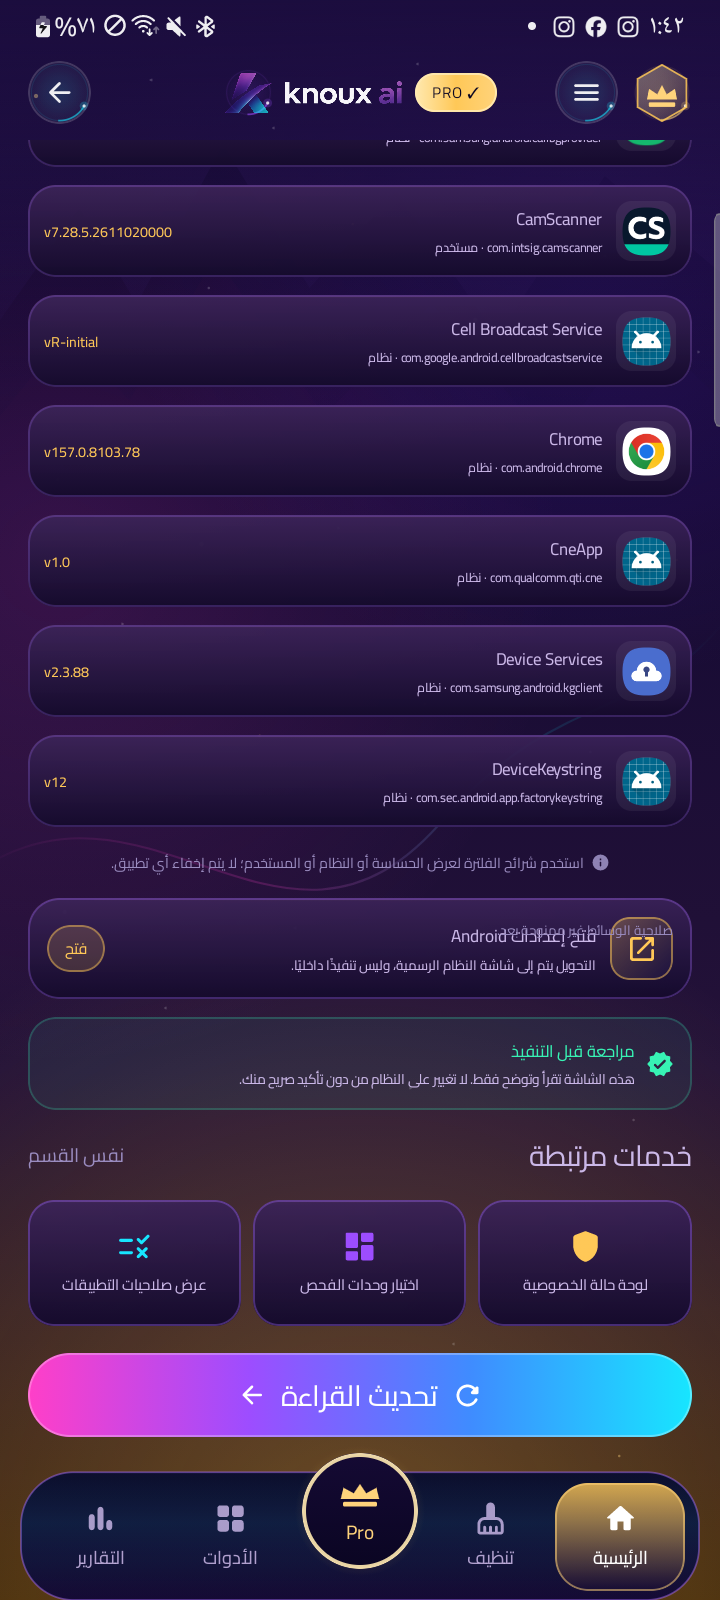 ١:٤٢
%٧١
knoux ai
PRO ✓
CamScanner
com.intsig.camscanner · مستخدم
v7.28.5.2611020000
Cell Broadcast Service
com.google.android.cellbroadcastservice · نظام
vR-initial
Chrome
com.android.chrome · نظام
v157.0.8103.78
CneApp
com.qualcomm.qti.cne · نظام
v1.0
Device Services
com.samsung.android.kgclient · نظام
v2.3.88
DeviceKeystring
com.sec.android.app.factorykeystring · نظام
v12
استخدم شرائح الفلترة لعرض الحساسة أو النظام أو المستخدم؛ لا يتم إخفاء أي تطبيق.
صلاحية الوسائط غير ممنوحة بعد.
فتح إعدادات Android
التحويل يتم إلى شاشة النظام الرسمية، وليس تنفيذًا داخليًا.
فتح
مراجعة قبل التنفيذ
هذه الشاشة تقرأ وتوضح فقط. لا تغيير على النظام من دون تأكيد صريح منك.
خدمات مرتبطة
نفس القسم
لوحة حالة الخصوصية
اختيار وحدات الفحص
عرض صلاحيات التطبيقات
تحديث القراءة
الرئيسية
تنظيف
Pro
الأدوات
التقارير